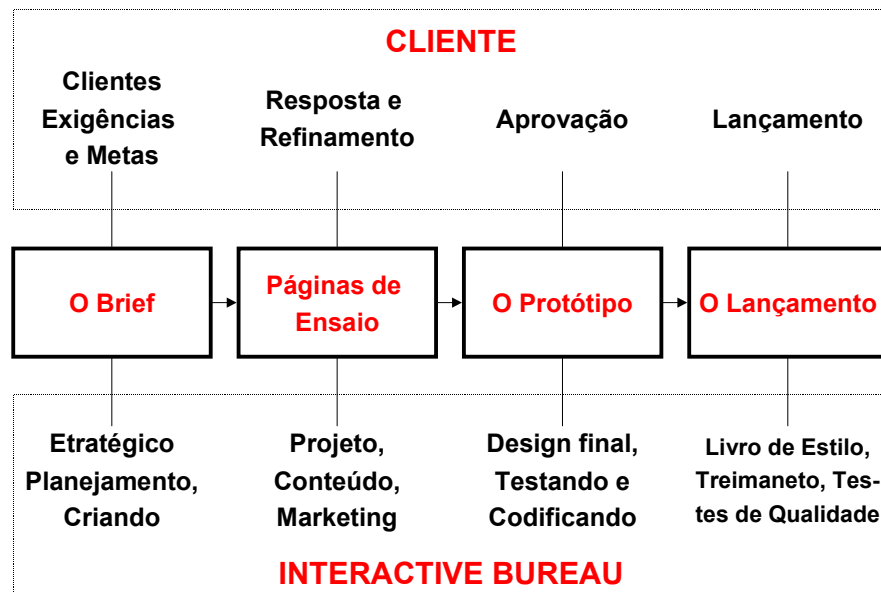 CLIENTE
Clientes
Exigências
e Metas
Resposta e
Refinamento
Aprovação
Lançamento
O Brief
Páginas de
Ensaio
O Protótipo
O Lançamento
Etratégico
Planejamento,
Criando
Projeto,
Conteúdo,
Marketing
Design final,
Testando e
Codificando
Livro de Estilo,
Treimaneto, Tes-
tes de Qualidade
INTERACTIVE BUREAU